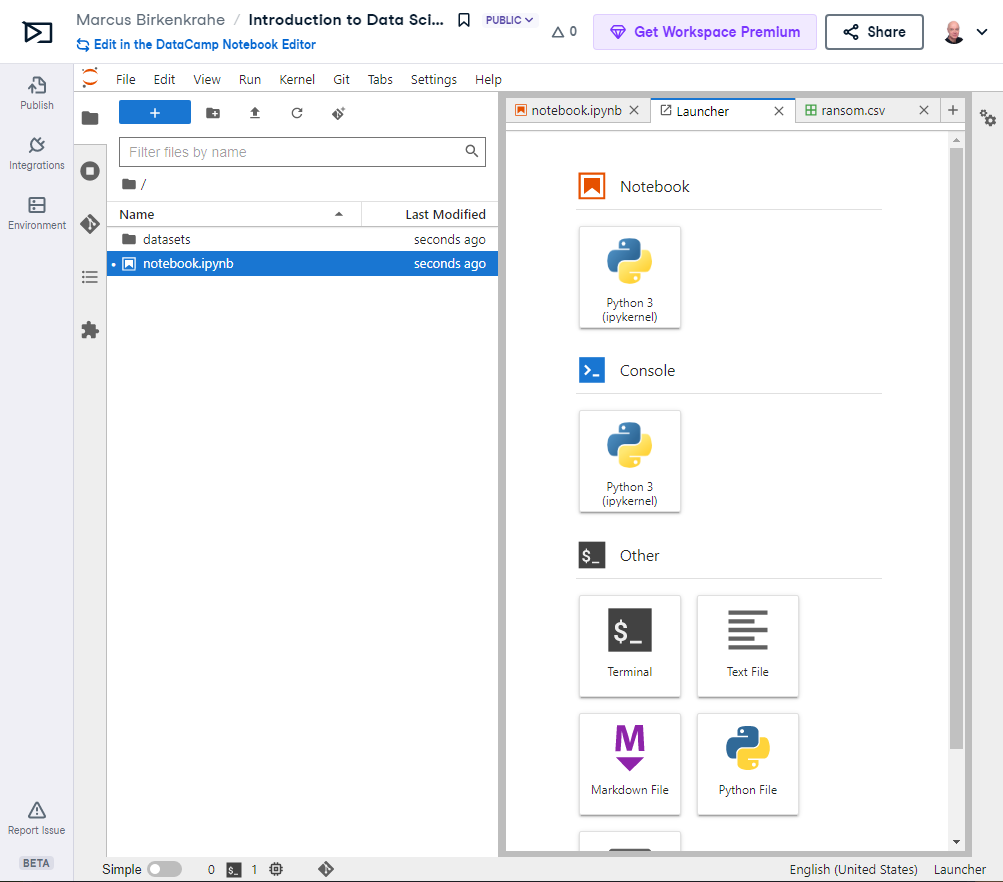 Marcus Birkenkrahe / Introduction to Data Sci...
PUBLIC
0
Get Workspace Premium
Share
Edit in the DataCamp Notebook Editor
Publish
Integrations
Environment
Report Issue
BETA
File Edit View Run Kernel Git Tabs Settings Help
+
Filter files by name
/
Name Last Modified
datasets seconds ago
notebook.ipynb seconds ago
notebook.ipynb
Launcher
ransom.csv
+
Notebook
Python 3
(ipykernel)
Console
Python 3
(ipykernel)
$_ Other
$_
Terminal
Text File
M
Markdown File
Python File
Simple 0 $_ 1
English (United States) Launcher